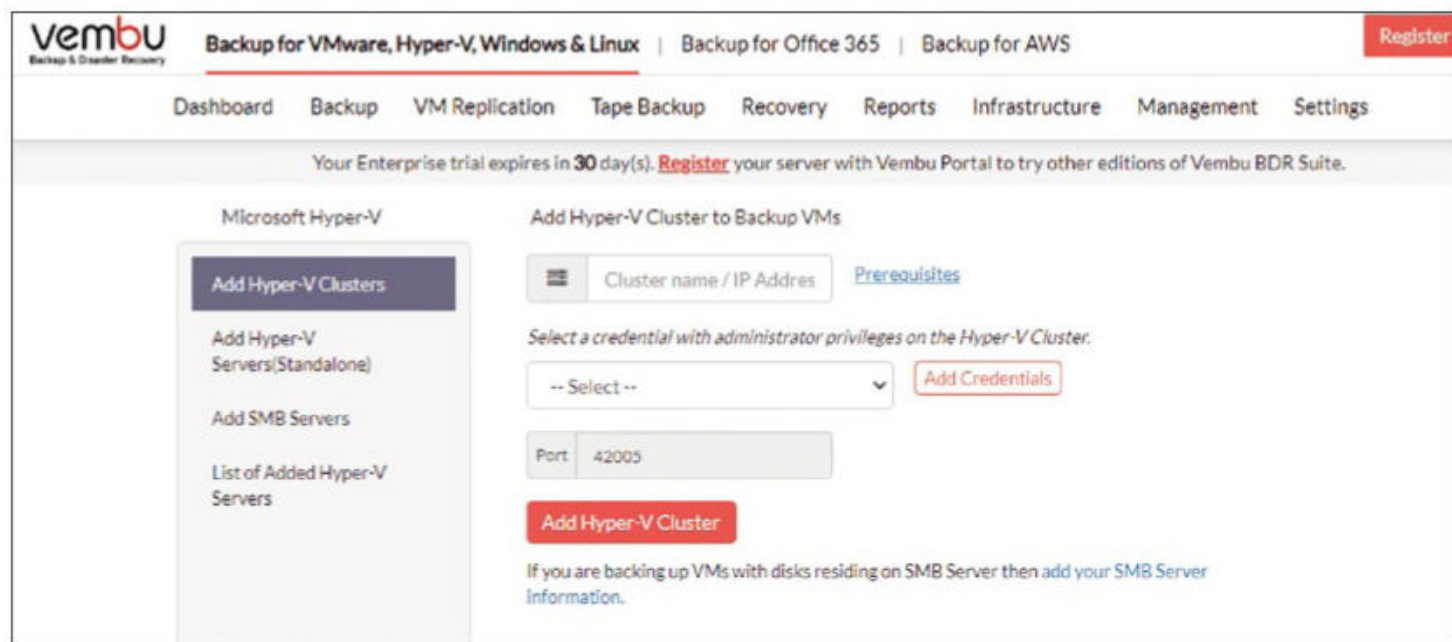 vembu
Backup & Disaster Recovery
Backup for VMware, Hyper-V, Windows & Linux | Backup for Office 365 | Backup for AWS
Register
Dashboard Backup VM Replication Tape Backup Recovery Reports Infrastructure Management Settings
Your Enterprise trial expires in 30 day(s). Register your server with Vembu Portal to try other editions of Vembu BDR Suite.
Microsoft Hyper-V
Add Hyper-V Clusters
Add Hyper-V
Servers(Standalone)
Add SMB Servers
List of Added Hyper-V
Servers
Add Hyper-V Cluster to Backup VMs
Cluster name / IP Addres
Prerequisites
Select a credential with administrator privileges on the Hyper-V Cluster.
-- Select --
Add Credentials
Port 42005
Add Hyper-V Cluster
If you are backing up VMs with disks residing on SMB Server then add your SMB Server
information.